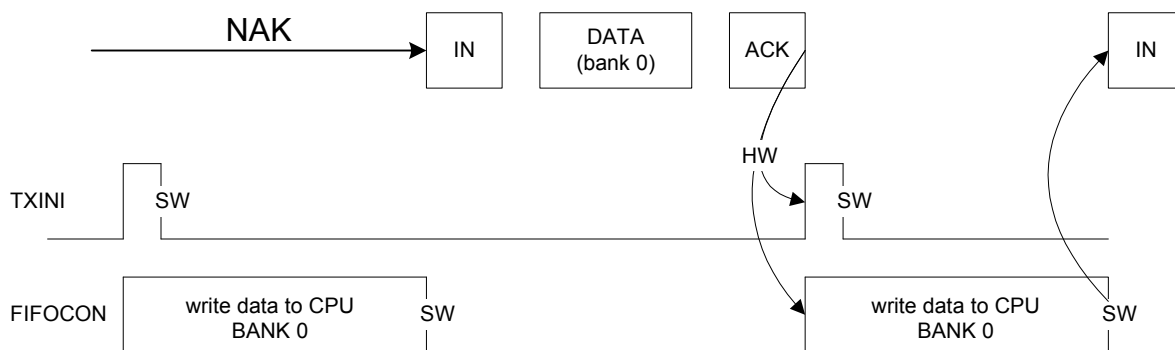 NAK
IN
DATA
(bank 0)
ACK
IN
HW
TXINI
SW
SW
FIFOCON
write data to CPU
BANK 0
SW
write data to CPU
BANK 0
SW